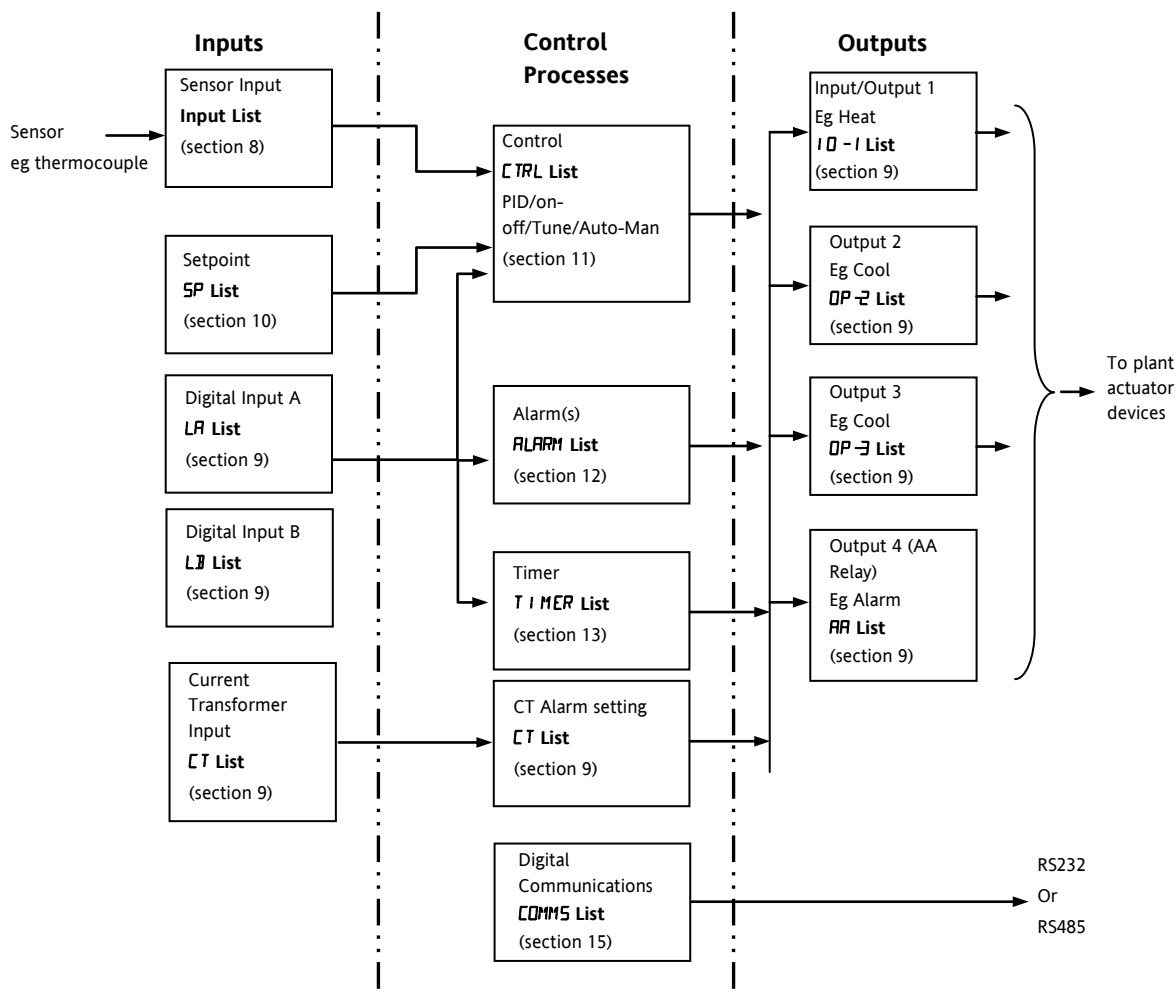 Inputs
Control
Processes
Outputs
Sensor
eg thermocouple
Sensor Input
Input List
(section 8)
Setpoint
SP List
(section 10)
Digital Input A
LA List
(section 9)
Digital Input B
LB List
(section 9)
Current
Transformer
Input
CT List
(section 9)
Control
CTRL List
PID/on-
off/Tune/Auto-Man
(section 11)
Alarm(s)
ALARM List
(section 12)
Timer
TIMER List
(section 13)
CT Alarm setting
CT List
(section 9)
Digital
Communications
COMMS List
(section 15)
Input/Output 1
Eg Heat
IO-1 List
(section 9)
Output 2
Eg Cool
OP-2 List
(section 9)
Output 3
Eg Cool
OP-3 List
(section 9)
Output 4 (AA
Relay)
Eg Alarm
AA List
(section 9)
To plant
actuator
devices
RS232
Or
RS485